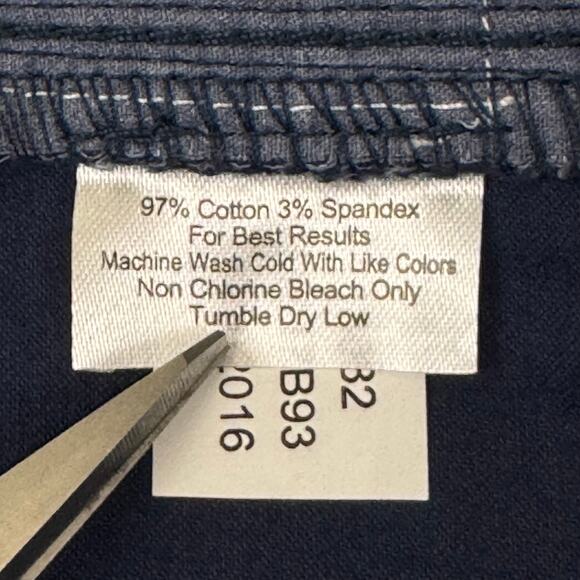 97% Cotton 3% Spandex
For Best Results
Machine Wash Cold With Like Colors
Non Chlorine Bleach Only
Tumble Dry Low
32
B93
2016